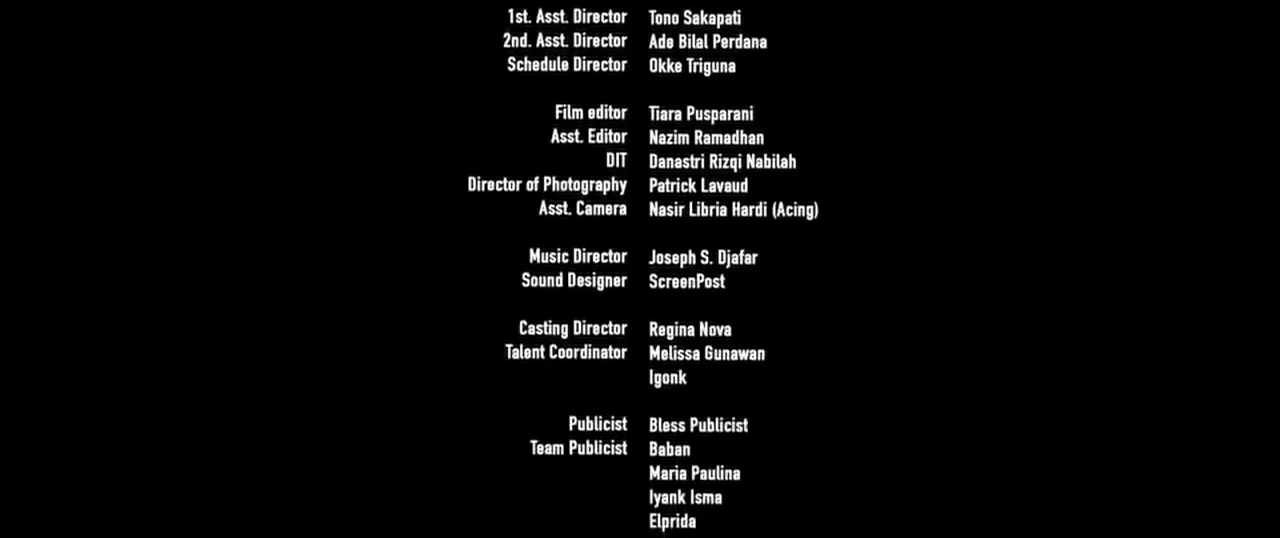 1st. Asst. Director Tono Sakapati
2nd. Asst. Director Ade Bilal Perdana
Schedule Director Okke Triguna
Film editor Tiara Pusparani
Asst. Editor Nazim Ramadhan
DIT Danastri Rizqi Nabilah
Director of Photography Patrick Lavaud
Asst. Camera Nasir Libria Hardi (Acing)
Music Director Joseph S. Djafar
Sound Designer ScreenPost
Casting Director Regina Nova
Talent Coordinator Melissa Gunawan
Igonk
Publicist Bless Publicist
Team Publicist Baban
Maria Paulina
Iyank Isma
Elprida